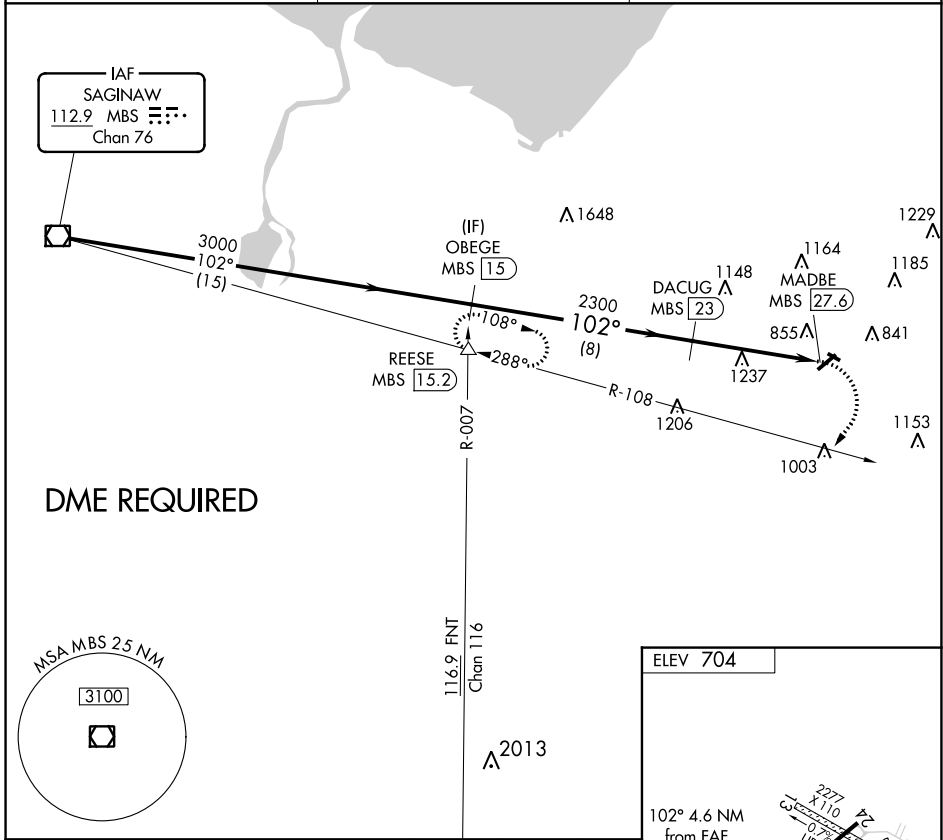 IAF
SAGINAW
112.9 MBS
Chan 76
3000
102°
(15)
(IF)
OBEGE
MBS 15
1648
1229
1164
1185
1148
DACUG
MBS 23
MADBE
MBS 27.6
2300
102°
(8)
855
841
108°
288°
REESE
MBS 15.2
1237
R-108
1206
R-007
1153
1003
DME REQUIRED
116.9 FNT
Chan 116
MSA MBS 25 NM
3100
2013
ELEV 704
2277
X 110
24
102° 4.6 NM
from FAF